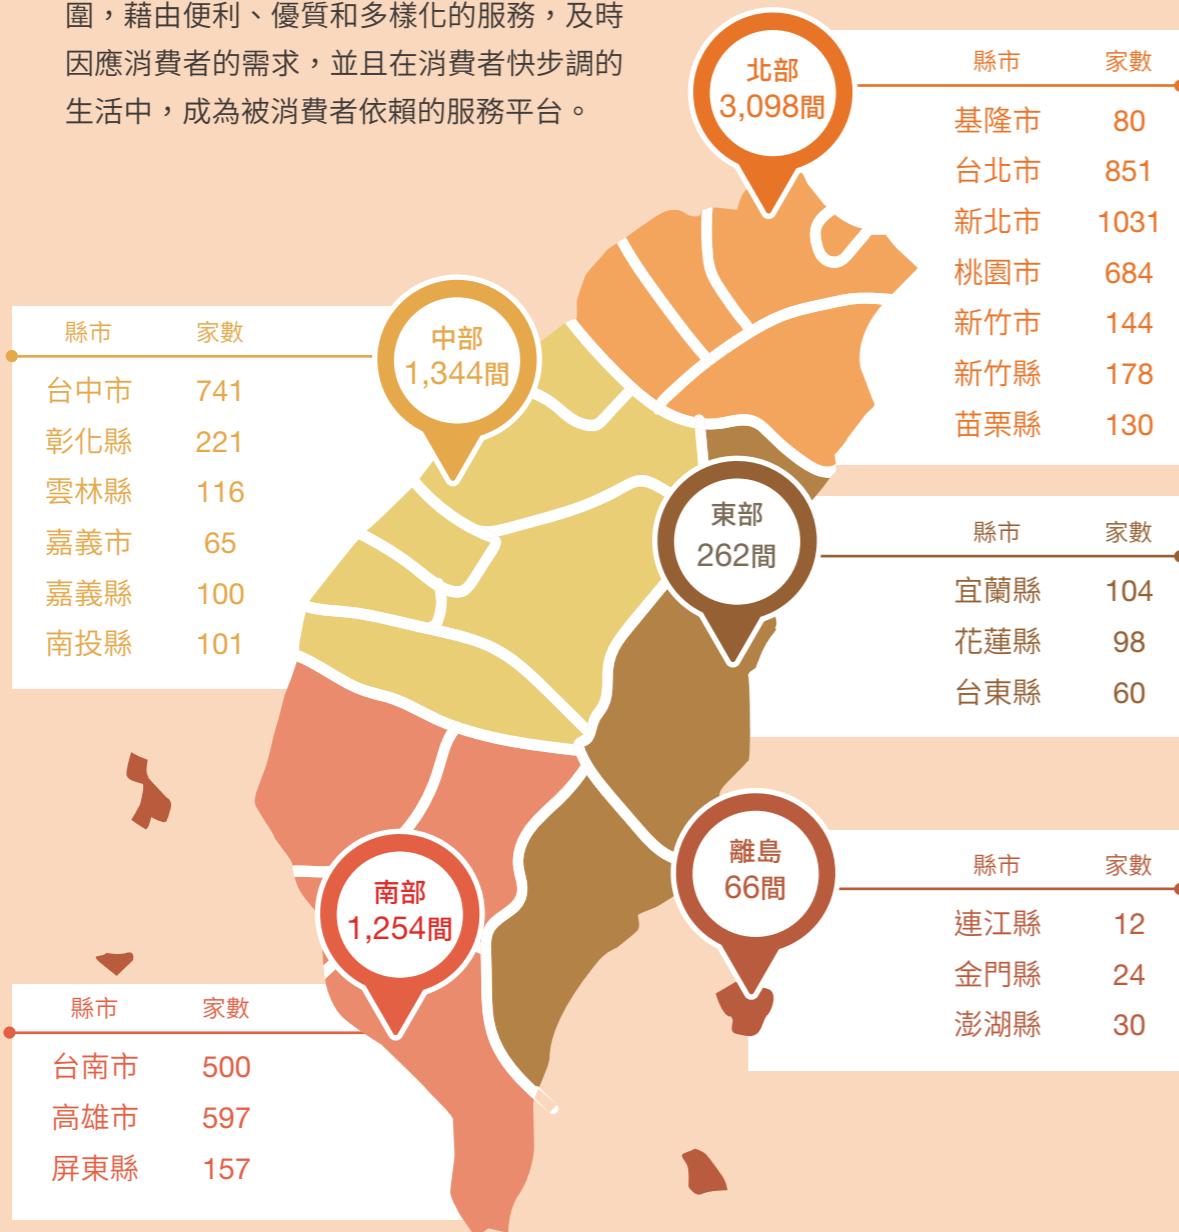 圍，藉由便利、優質和多樣化的服務，及時
因應消費者的需求，並且在消費者快步調的
生活中，成為被消費者依賴的服務平台。
北部
3,098間
縣市 家數
基隆市 80
台北市 851
新北市 1031
桃園市 684
新竹市 144
新竹縣 178
苗栗縣 130
中部
1,344間
縣市 家數
台中市 741
彰化縣 221
雲林縣 116
嘉義市 65
嘉義縣 100
南投縣 101
東部
262間
縣市 家數
宜蘭縣 104
花蓮縣 98
台東縣 60
離島
66間
縣市 家數
連江縣 12
金門縣 24
澎湖縣 30
南部
1,254間
縣市 家數
台南市 500
高雄市 597
屏東縣 157